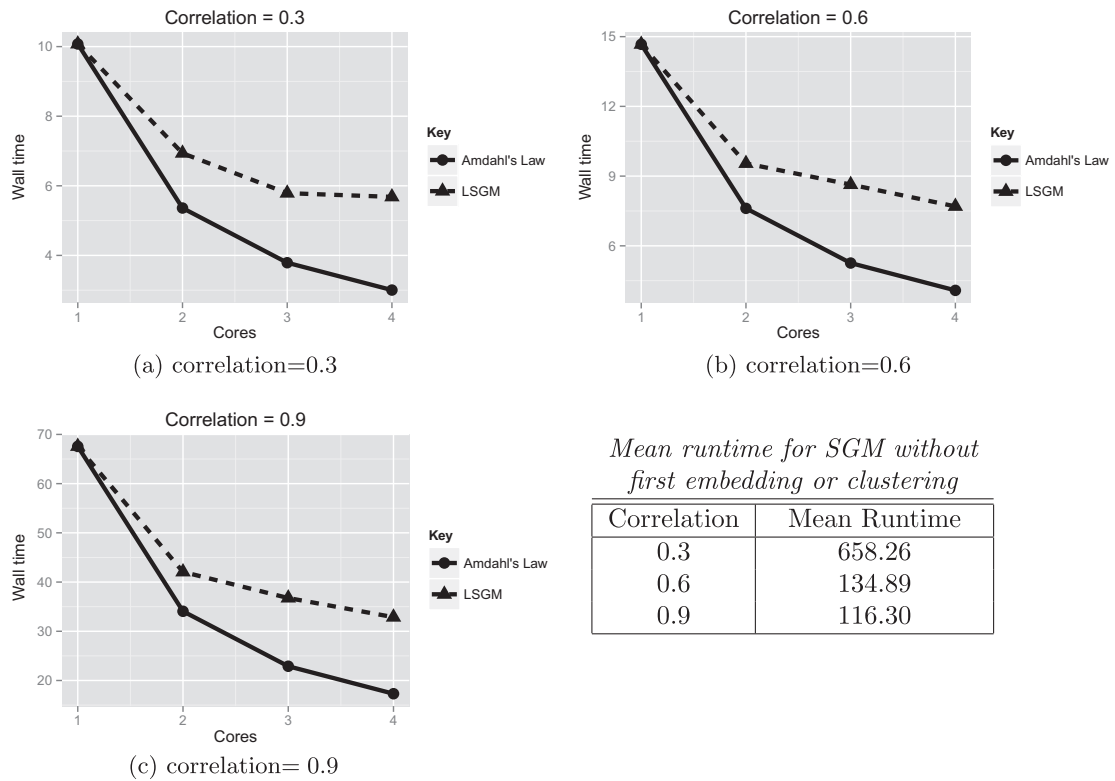 Correlation = 0.3
10
8
6
4
Wall time
1 2 3 4
Cores
Key
Amdahl's Law
LSGM
(a) correlation=0.3
Correlation = 0.6
15
12
9
6
Wall time
1 2 3 4
Cores
Key
Amdahl's Law
LSGM
(b) correlation=0.6
Correlation = 0.9
70
60
50
40
30
20
Wall time
1 2 3 4
Cores
Key
Amdahl's Law
LSGM
(c) correlation= 0.9
Mean runtime for SGM without
first embedding or clustering
Correlation Mean Runtime
0.3 658.26
0.6 134.89
0.9 116.30